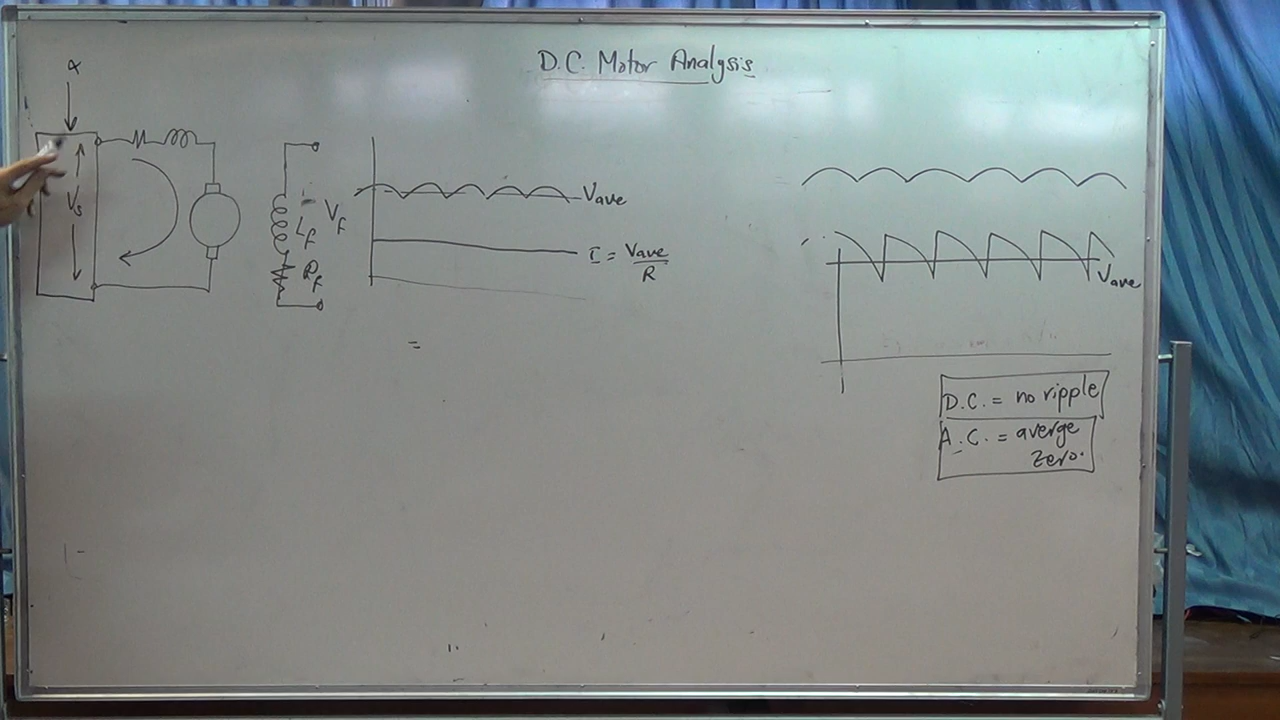 D.C. Motor Analysis
α
Vs
Lf
Vf
Rf
Vave
I = Vave
R
Vave
D.C. = no ripple
A.C. = averge
zero.